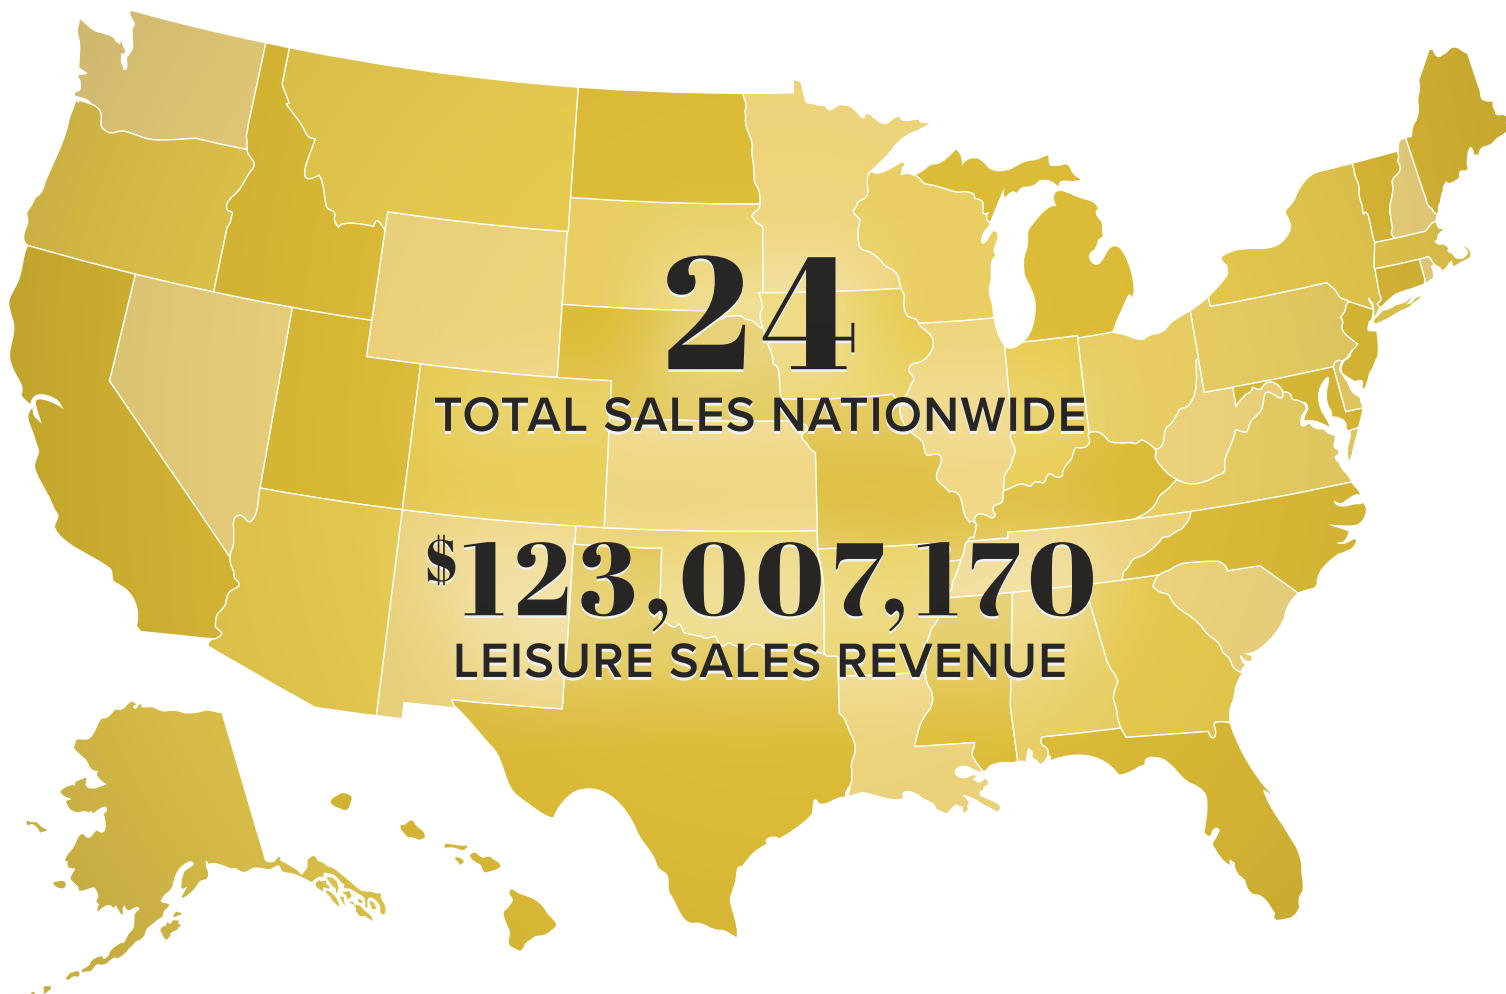 24
TOTAL SALES NATIONWIDE
$123,007,170
LEISURE SALES REVENUE